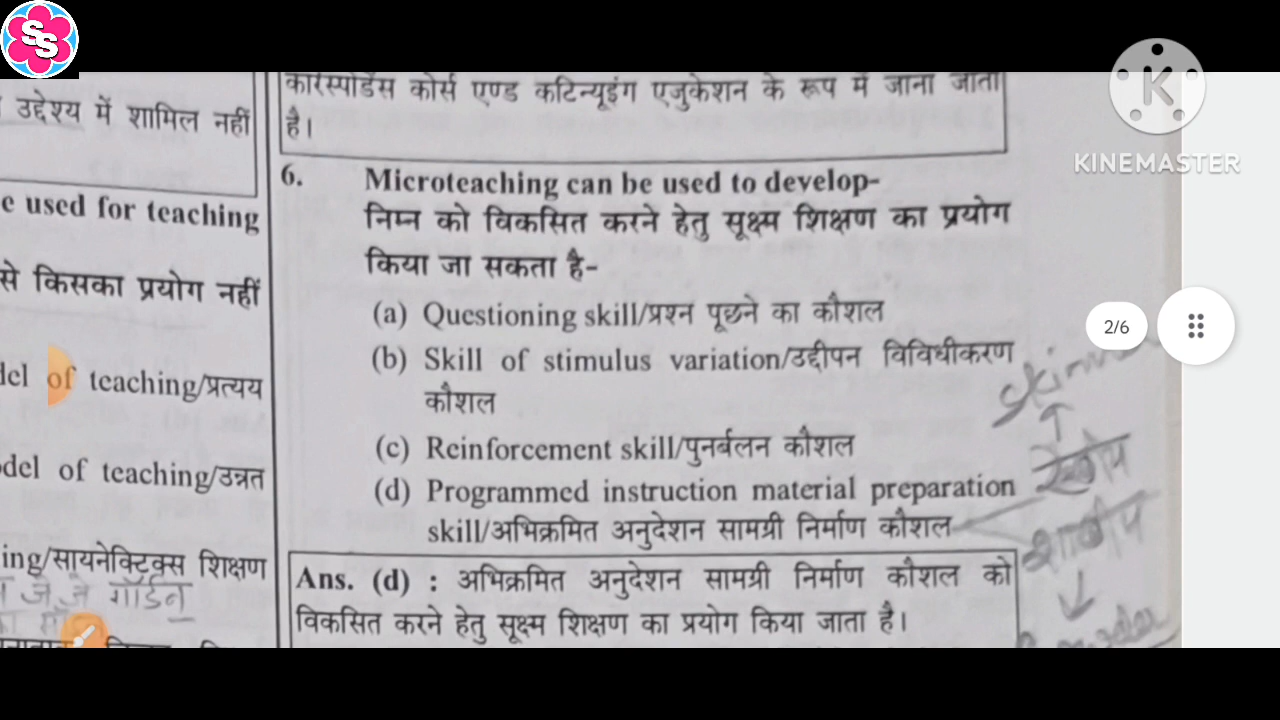 SS
KINEMASTER
2/6
उद्देश्य में शामिल नहीं
e used for teaching
से किसका प्रयोग नहीं
del of teaching/प्रत्यय
del of teaching/उन्नत
ing/सायनेक्टिक्स शिक्षण
जे.जे गॉर्डन
कारेस्पोंडेंस कोर्स एण्ड कंटिन्यूइंग एजुकेशन के रूप में जाना जाता
है।
6. Microteaching can be used to develop-
निम्न को विकसित करने हेतु सूक्ष्म शिक्षण का प्रयोग
किया जा सकता है-
(a) Questioning skill/प्रश्न पूछने का कौशल
(b) Skill of stimulus variation/उद्दीपन विविधीकरण
कौशल
(c) Reinforcement skill/पुनर्बलन कौशल
(d) Programmed instruction material preparation
skill/अभिक्रमित अनुदेशन सामग्री निर्माण कौशल
Ans. (d) : अभिक्रमित अनुदेशन सामग्री निर्माण कौशल को
विकसित करने हेतु सूक्ष्म शिक्षण का प्रयोग किया जाता है।